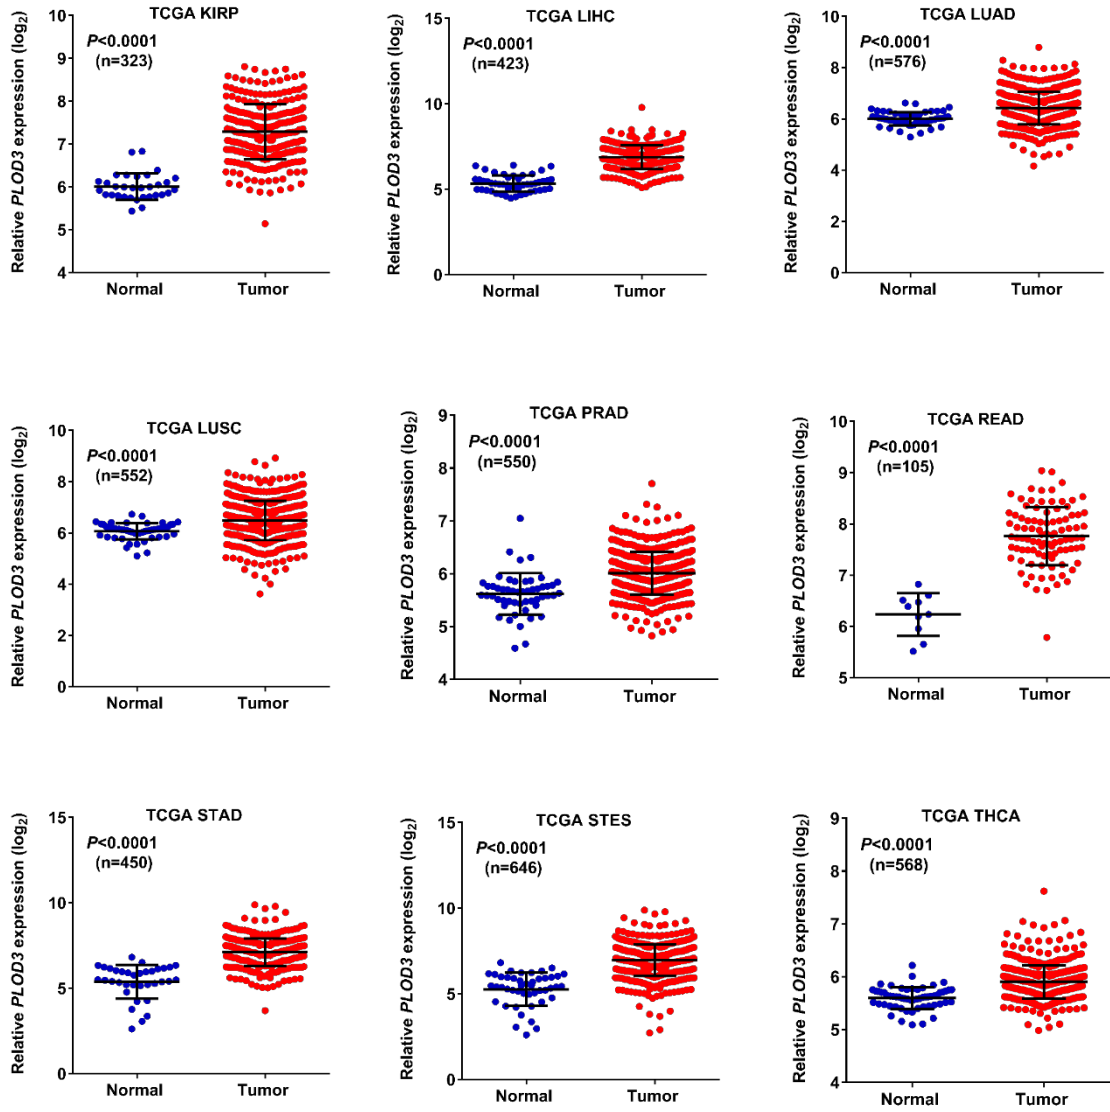 TCGA KIRP
Relative PLOD3 expression (log2)
P<0.0001
(n=323)
10
9
8
7
6
5
4
Normal Tumor
TCGA LIHC
Relative PLOD3 expression (log2)
P<0.0001
(n=423)
15
10
5
0
Normal Tumor
TCGA LUAD
Relative PLOD3 expression (log2)
P<0.0001
(n=576)
10
8
6
4
2
0
Normal Tumor
TCGA LUSC
Relative PLOD3 expression (log2)
P<0.0001
(n=552)
10
8
6
4
2
0
Normal Tumor
TCGA PRAD
Relative PLOD3 expression (log2)
P<0.0001
(n=550)
9
8
7
6
5
4
Normal Tumor
TCGA READ
Relative PLOD3 expression (log2)
P<0.0001
(n=105)
10
9
8
7
6
5
Normal Tumor
TCGA STAD
Relative PLOD3 expression (log2)
P<0.0001
(n=450)
15
10
5
0
Normal Tumor
TCGA STES
Relative PLOD3 expression (log2)
P<0.0001
(n=646)
15
10
5
0
Normal Tumor
TCGA THCA
Relative PLOD3 expression (log2)
P<0.0001
(n=568)
9
8
7
6
5
4
Normal Tumor